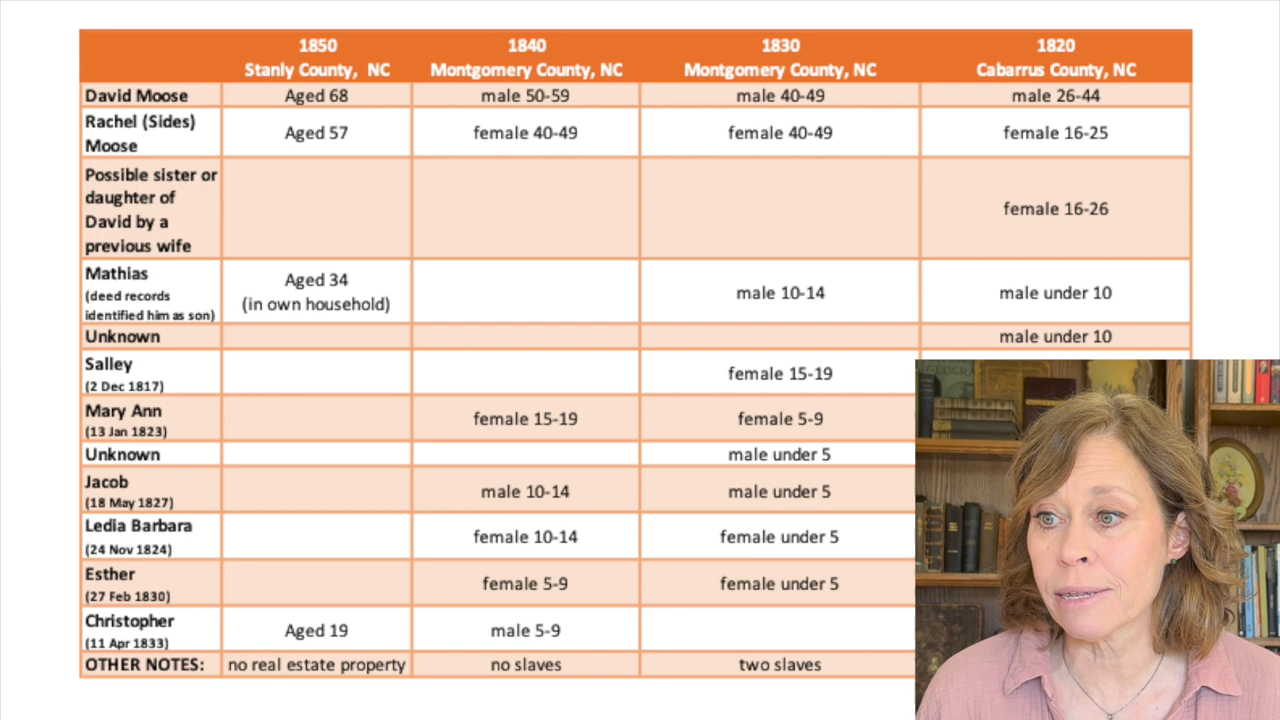 1850 1840 1830 1820
Stanly County, NC Montgomery County, NC Montgomery County, NC Cabarrus County, NC
David Moose Aged 68 male 50-59 male 40-49 male 26-44
Rachel (Sides)
Moose Aged 57 female 40-49 female 40-49 female 16-25
Possible sister or
daughter of
David by a
previous wife female 16-26
Mathias
(deed records
identified him as son) Aged 34
(in own household) male 10-14 male under 10
Unknown male under 10
Salley
(2 Dec 1817) female 15-19
Mary Ann
(13 Jan 1823) female 15-19 female 5-9
Unknown male under 5
Jacob
(18 May 1827) male 10-14 male under 5
Ledia Barbara
(24 Nov 1824) female 10-14 female under 5
Esther
(27 Feb 1830) female 5-9 female under 5
Christopher
(11 Apr 1833) Aged 19 male 5-9
OTHER NOTES: no real estate property no slaves two slaves